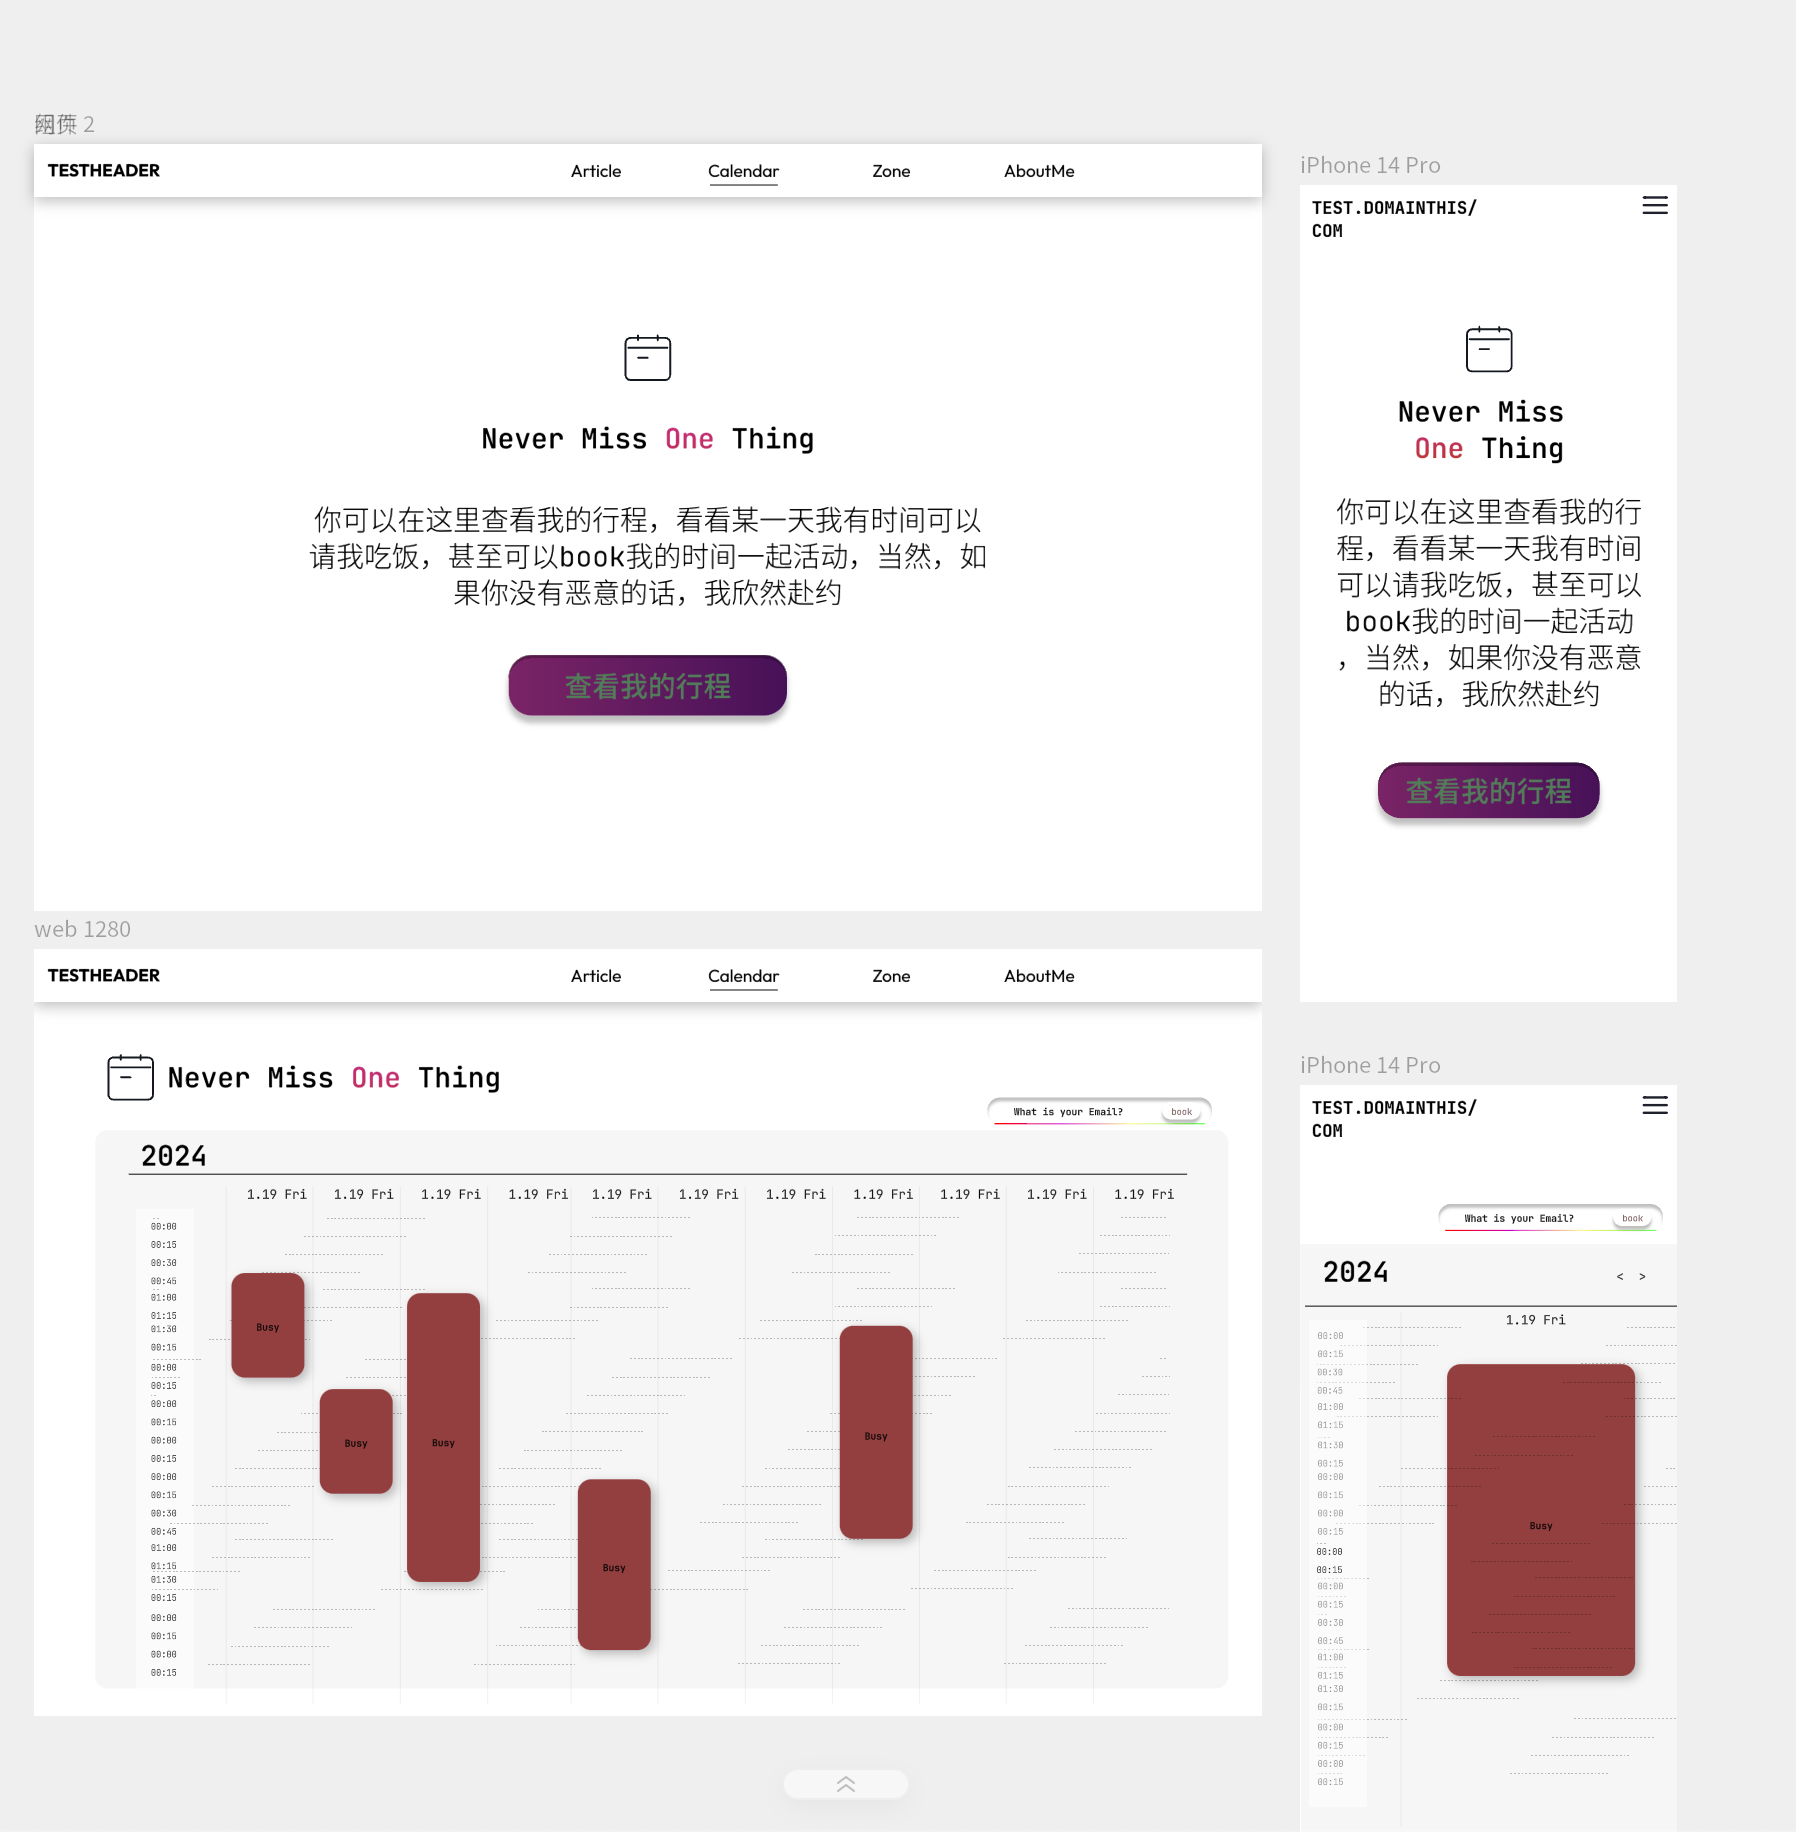 2
TESTHEADER
Article
Calendar
Zone
AboutMe
Never Miss One Thing
你可以在这里查看我的行程，看看某一天我有时间可以
请我吃饭，甚至可以book我的时间一起活动，当然，如
果你没有恶意的话，我欣然赴约
查看我的行程
iPhone 14 Pro
TEST.DOMAINTHIS/
COM
Never Miss
One Thing
你可以在这里查看我的行
程，看看某一天我有时间
可以请我吃饭，甚至可以
book我的时间一起活动
，当然，如果你没有恶意
的话，我欣然赴约
查看我的行程
web 1280
TESTHEADER
Article
Calendar
Zone
AboutMe
Never Miss One Thing
What is your Email?
book
2024
1.19 Fri
1.19 Fri
1.19 Fri
1.19 Fri
1.19 Fri
1.19 Fri
1.19 Fri
1.19 Fri
1.19 Fri
1.19 Fri
1.19 Fri
00:00
00:15
00:30
00:45
01:00
01:15
01:30
00:15
00:00
00:15
00:00
00:15
00:00
00:15
00:00
00:15
00:30
00:45
01:00
01:15
01:30
00:15
00:00
00:15
00:00
00:15
Busy
Busy
Busy
Busy
Busy
iPhone 14 Pro
TEST.DOMAINTHIS/
COM
What is your Email?
book
2024
< >
1.19 Fri
00:00
00:15
00:30
00:45
01:00
01:15
01:30
00:15
00:00
00:15
00:00
00:15
00:00
00:15
00:00
00:15
00:30
00:45
01:00
01:15
01:30
00:15
00:00
00:15
00:00
00:15
Busy